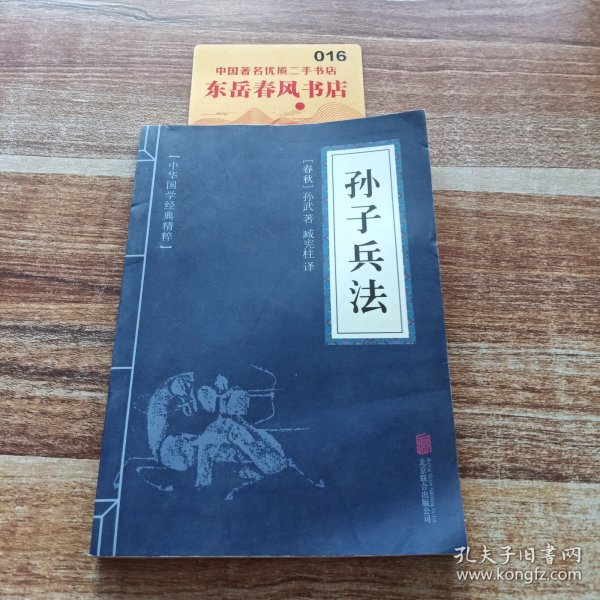 016
中国著名优质二手书店
东岳春风书店
孙子兵法
[春秋]孙武 著 臧宪柱 译
【中华国学经典精粹】
北京联合出版公司
孔夫子旧书网
www.kongfz.com